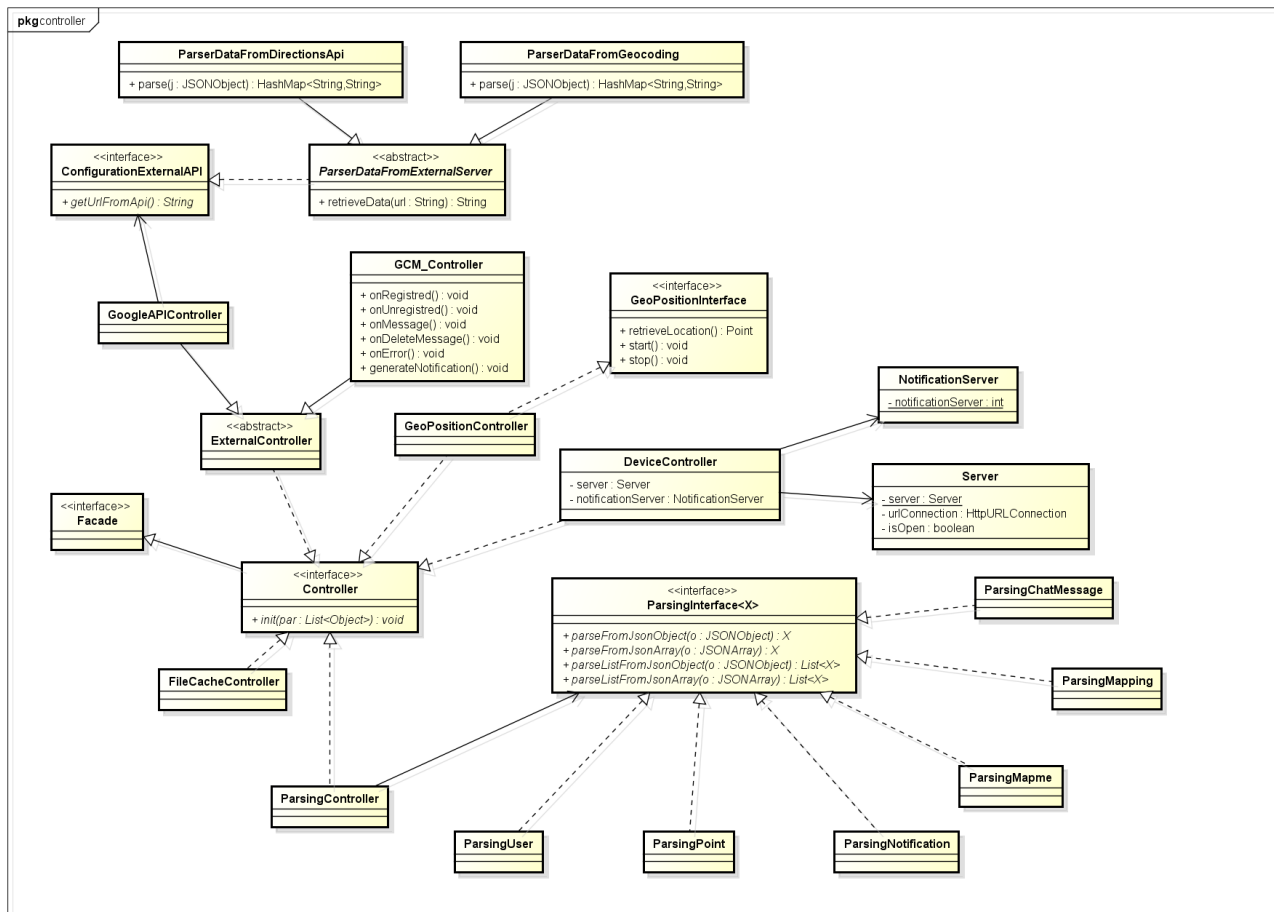 pkg controller
ParserDataFromDirectionsApi
+ parse(j : JSONObject) : HashMap<String,String>
ParserDataFromGeocoding
+ parse(j : JSONObject) : HashMap<String,String>
<<interface>>
ConfigurationExternalAPI
+ getUrlFromApi() : String
<<abstract>>
ParserDataFromExternalServer
+ retrieveData(url : String) : String
GCM_Controller
+ onRegistred() : void
+ onUnregistred() : void
+ onMessage() : void
+ onDeleteMessage() : void
+ onError() : void
+ generateNotification() : void
<<interface>>
GeoPositionInterface
+ retrieveLocation() : Point
+ start() : void
+ stop() : void
GoogleAPIController
NotificationServer
- notificationServer : int
<<abstract>>
ExternalController
GeoPositionController
DeviceController
- server : Server
- notificationServer : NotificationServer
Server
- server : Server
- urlConnection : HttpURLConnection
- isOpen : boolean
<<interface>>
Facade
<<interface>>
Controller
+ init(par : List<Object>) : void
<<interface>>
ParsingInterface<X>
+ parseFromJsonObject(o : JSONObject) : X
+ parseFromJsonArray(o : JSONArray) : X
+ parseListFromJsonObject(o : JSONObject) : List<X>
+ parseListFromJsonArray(o : JSONArray) : List<X>
ParsingChatMessage
FileCacheController
ParsingMapping
ParsingController
ParsingMapme
ParsingUser
ParsingPoint
ParsingNotification